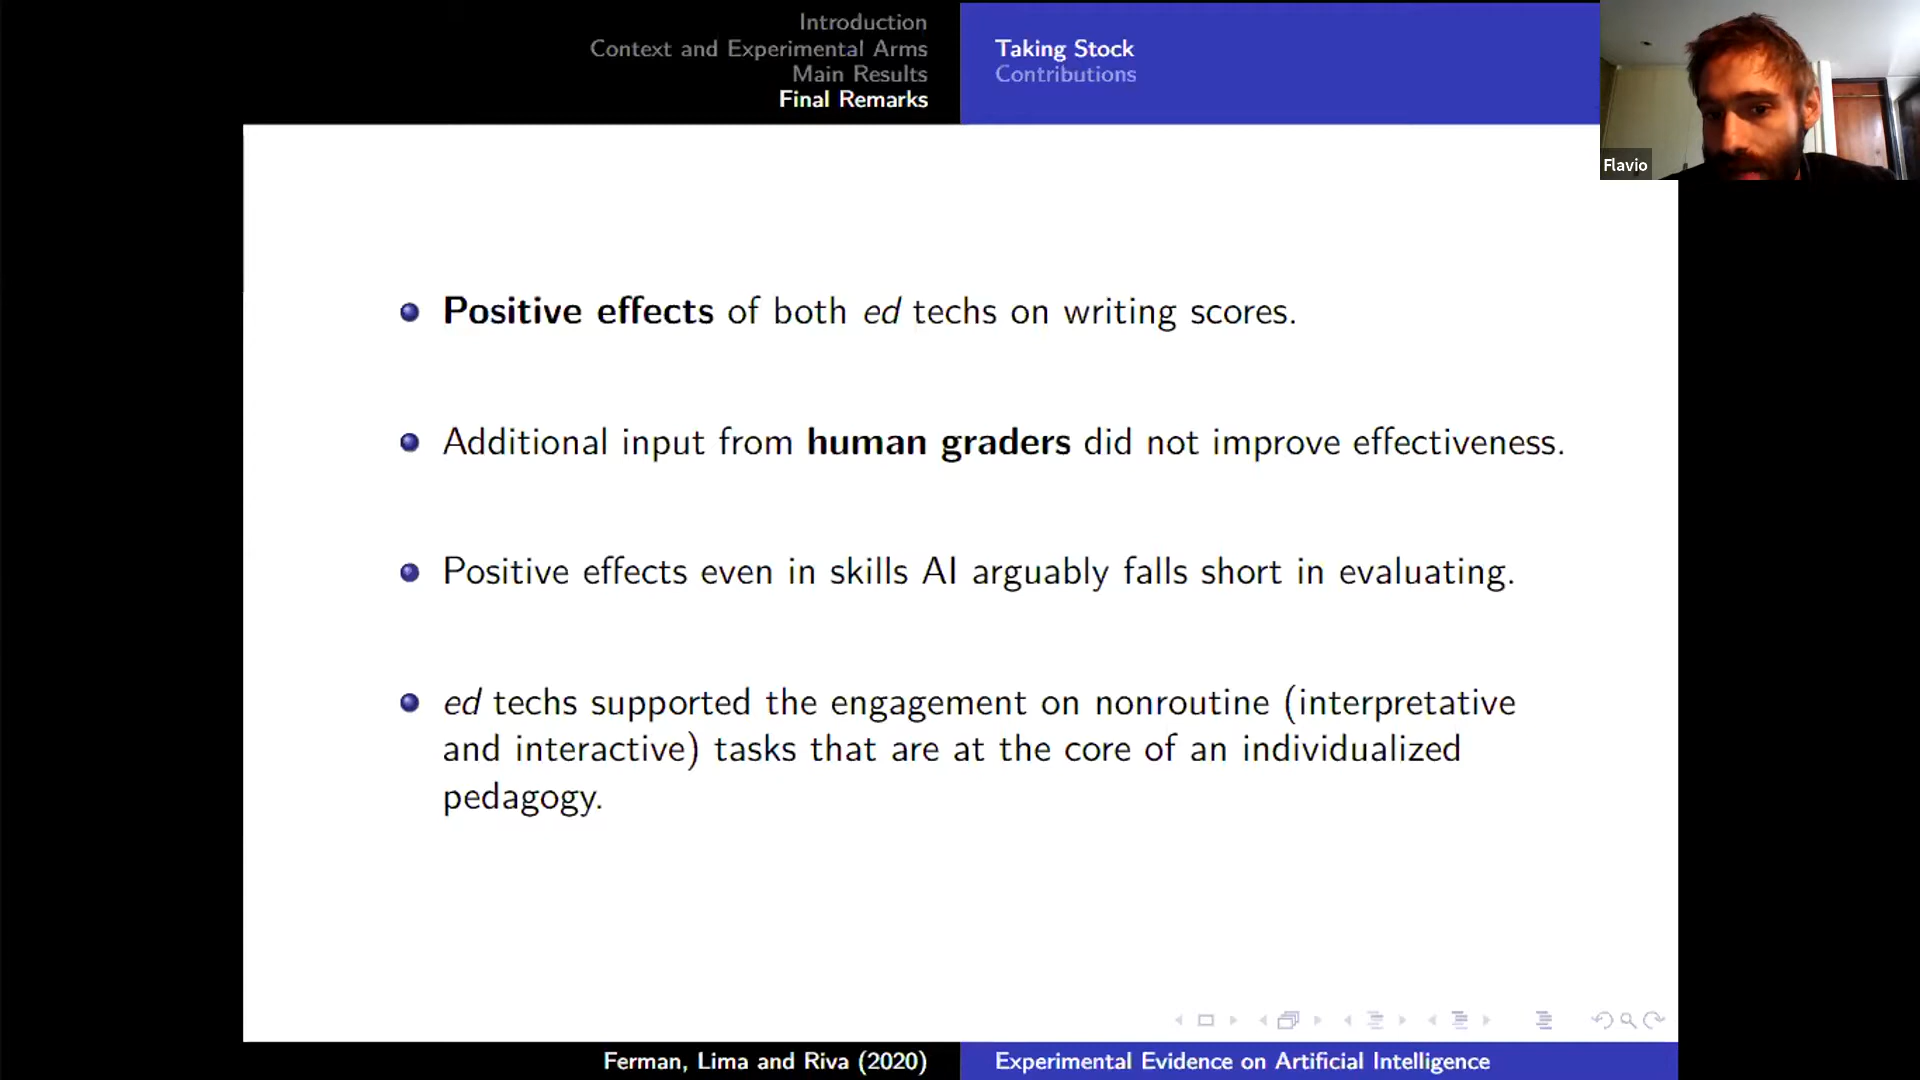 Introduction
Context and Experimental Arms
Main Results
Final Remarks
Taking Stock
Contributions
Flavio
Positive effects of both ed techs on writing scores.
Additional input from human graders did not improve effectiveness.
Positive effects even in skills AI arguably falls short in evaluating.
ed techs supported the engagement on nonroutine (interpretative
and interactive) tasks that are at the core of an individualized
pedagogy.
Ferman, Lima and Riva (2020)
Experimental Evidence on Artificial Intelligence